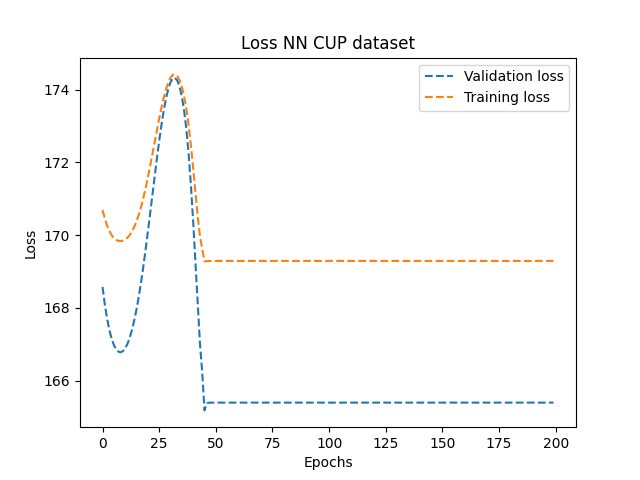 Loss NN CUP dataset
Validation loss
Training loss
174
172
170
168
166
Loss
0 25 50 75 100 125 150 175 200
Epochs